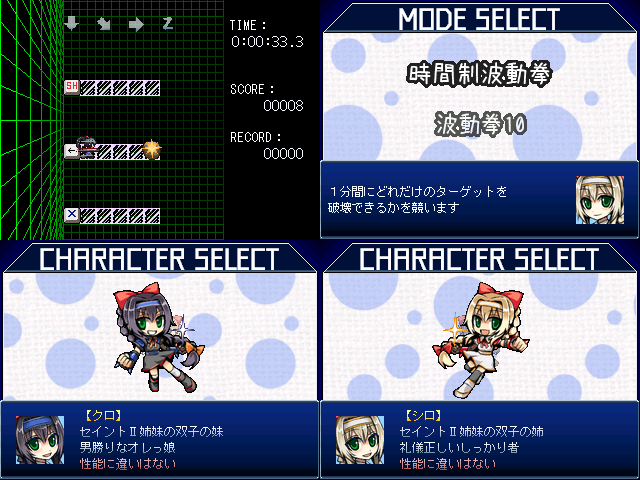 TIME：
0:00:33.3
SH
SCORE：
00008
RECORD：
00000
MODE SELECT
時間制波動拳
波動拳10
１分間にどれだけのターゲットを
破壊できるかを競います
CHARACTER SELECT
【クロ】
セイントⅡ姉妹の双子の妹
男勝りなオレっ娘
性能に違いはない
CHARACTER SELECT
【シロ】
セイントⅡ姉妹の双子の姉
礼儀正しいしっかり者
性能に違いはない